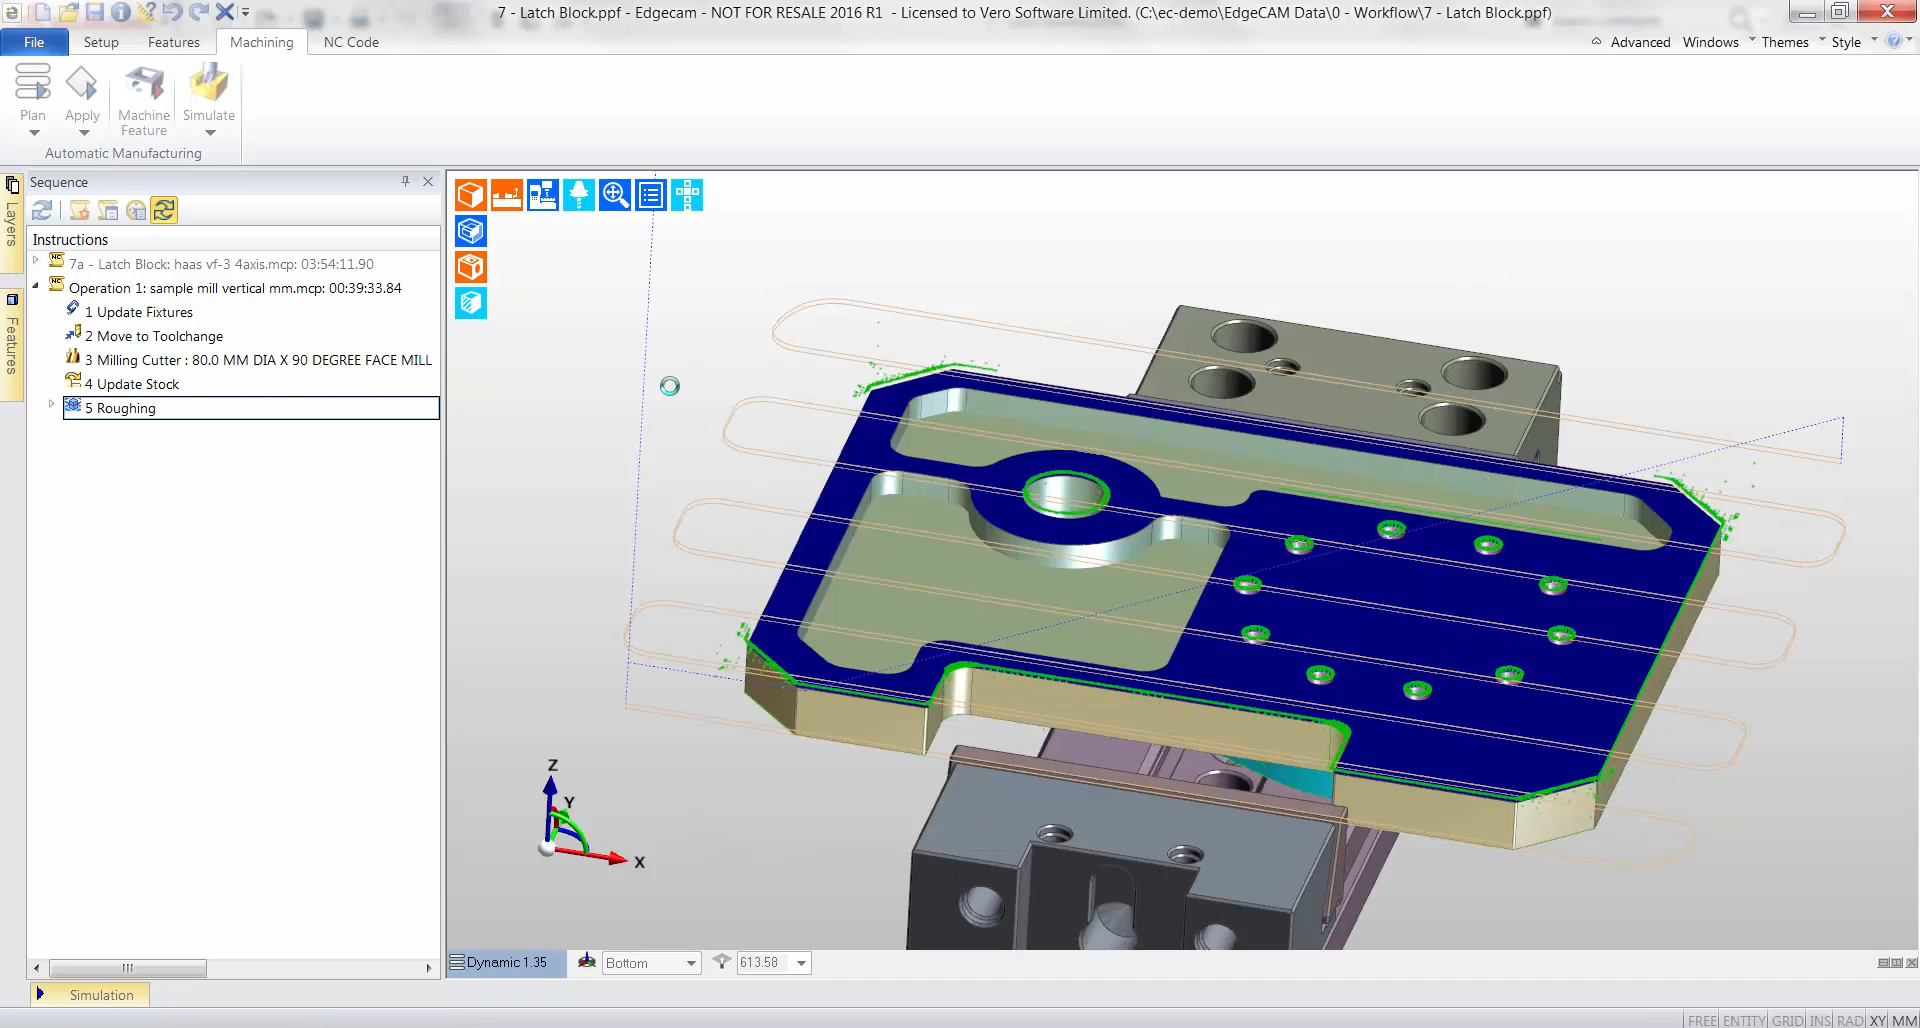 7 - Latch Block.ppf - Edgecam - NOT FOR RESALE 2016 R1 - Licensed to Vero Software Limited. (C:\ec-demo\EdgeCAM Data\0 - Workflow\7 - Latch Block.ppf)
File Setup Features Machining NC Code
Advanced Windows Themes Style
Plan Apply Machine Feature Simulate
Automatic Manufacturing
Layers
Features
Sequence
Instructions
7a - Latch Block: haas vf-3 4axis.mcp: 03:54:11.90
Operation 1: sample mill vertical mm.mcp: 00:39:33.84
1 Update Fixtures
2 Move to Toolchange
3 Milling Cutter : 80.0 MM DIA X 90 DEGREE FACE MILL
4 Update Stock
5 Roughing
Z
Y
X
Dynamic 1.35 Bottom 613.58
Simulation
FREE ENTITY GRID INS RAD XY MM